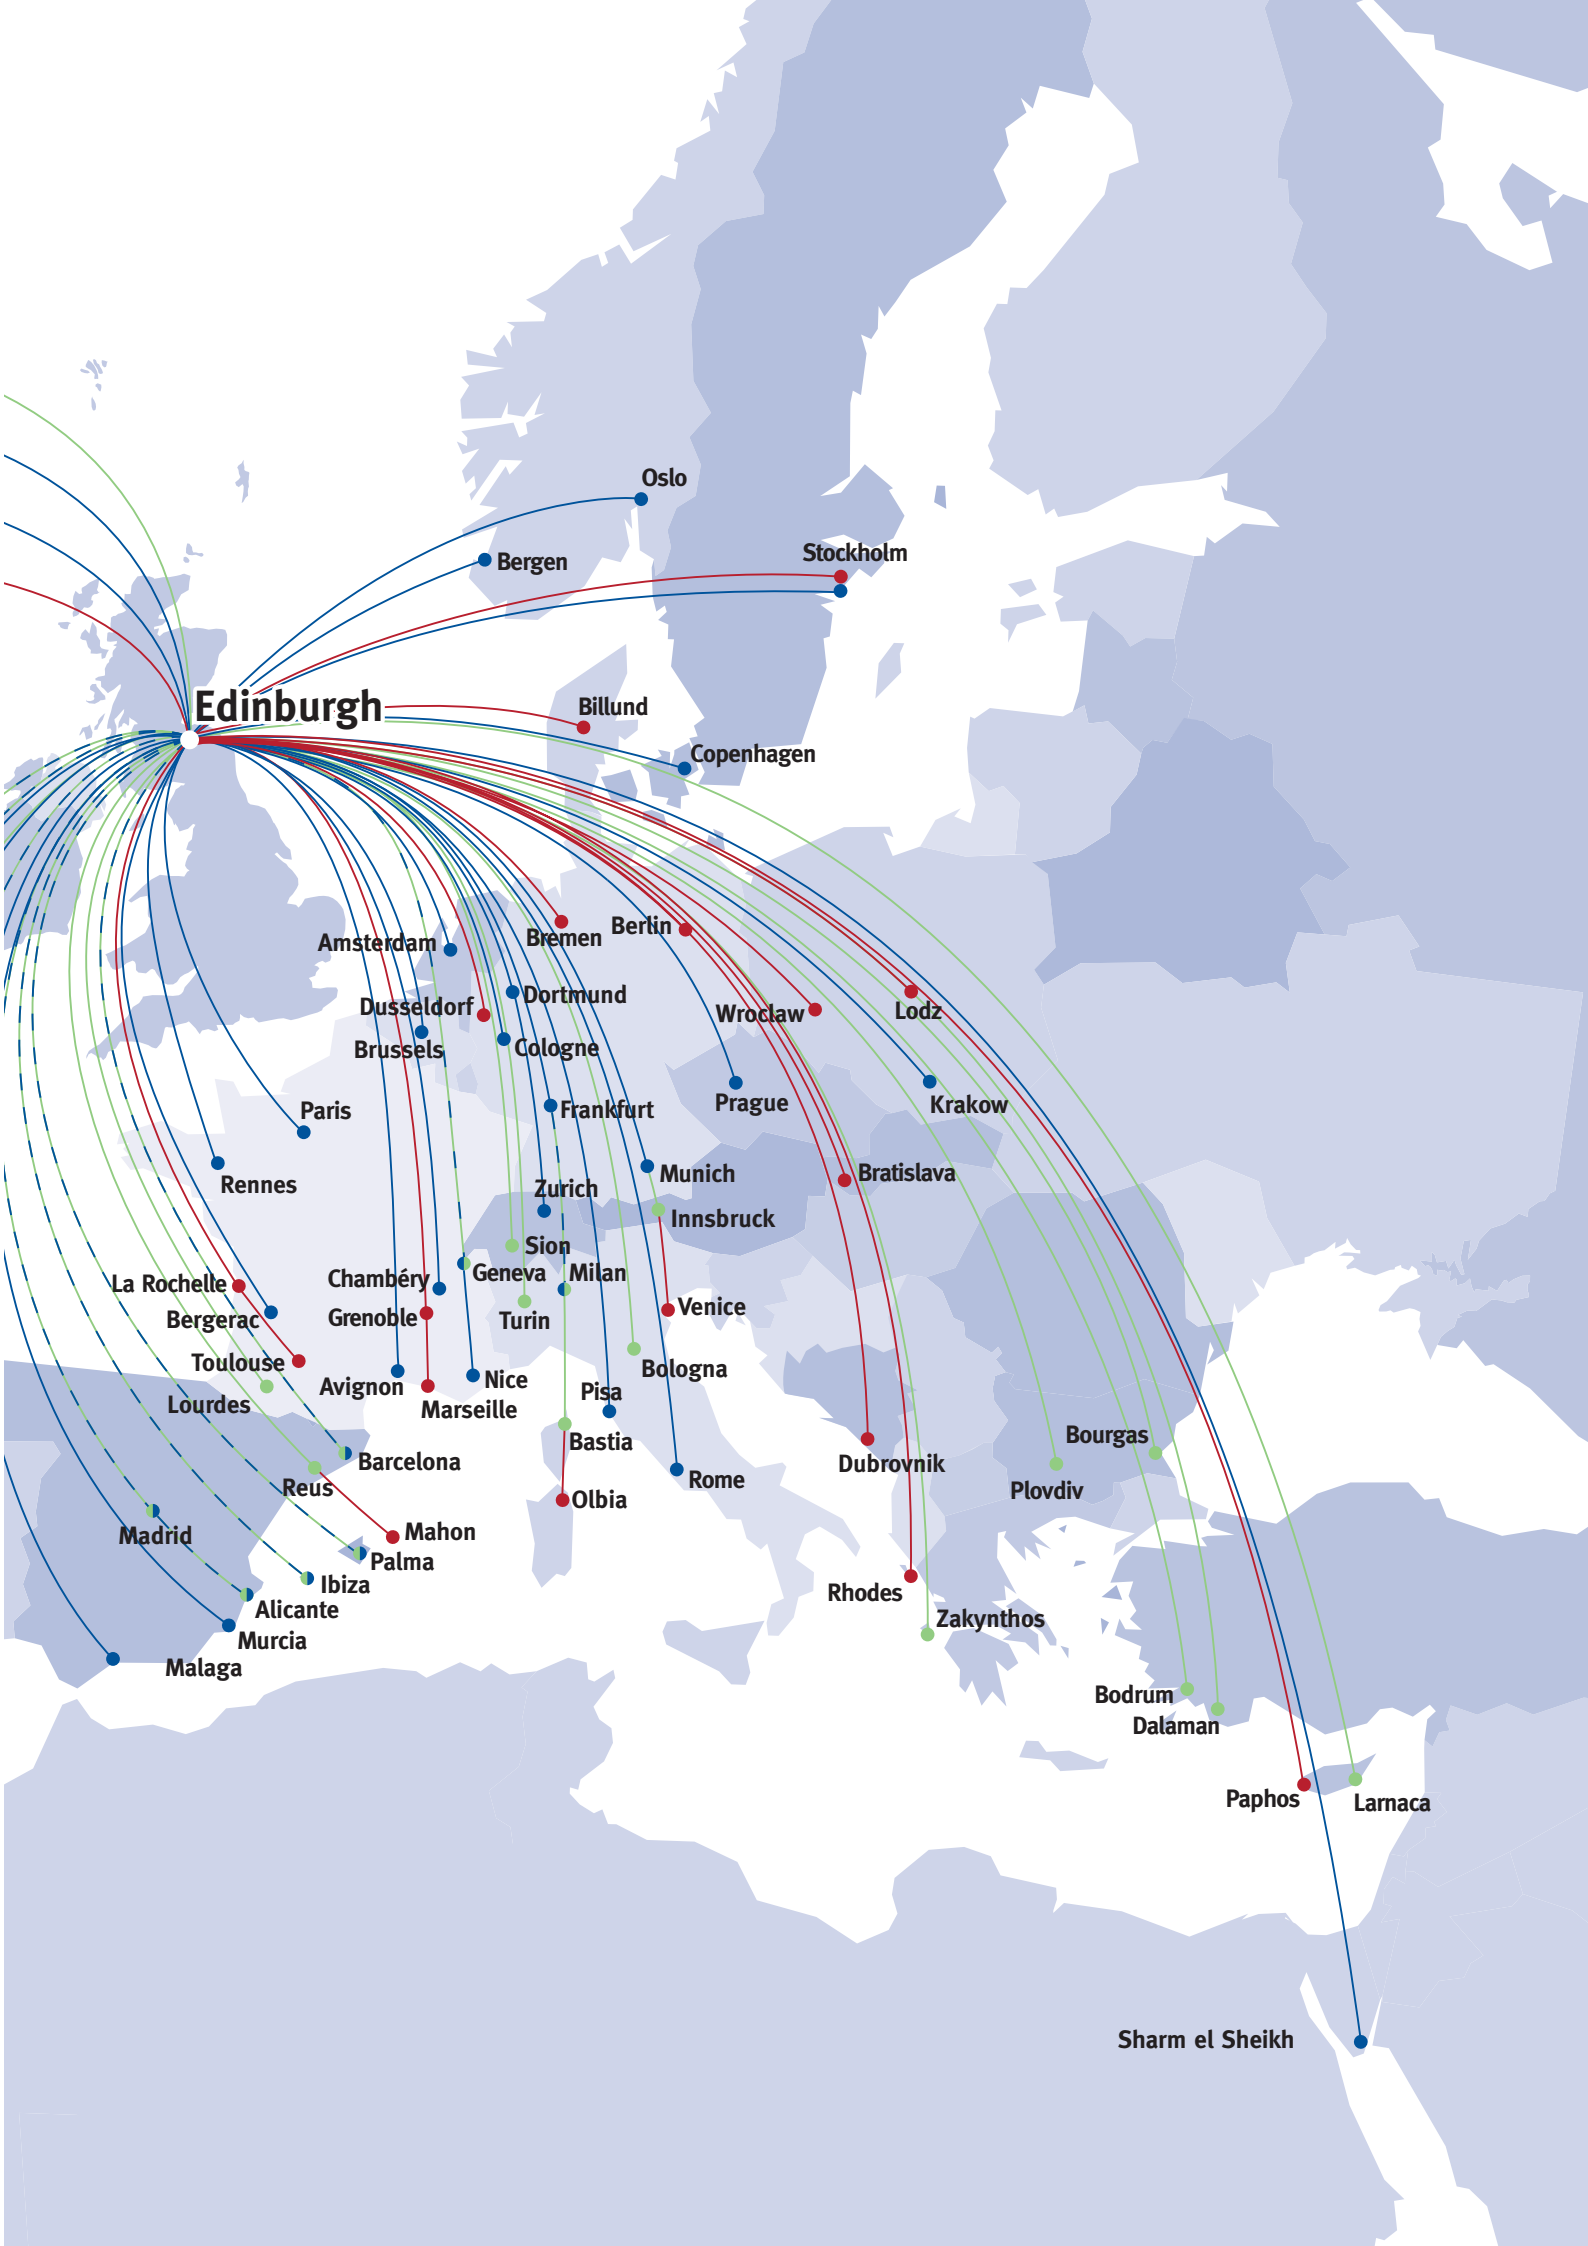 Oslo
Stockholm
Bergen
Edinburgh
Billund
Copenhagen
Berlin
Bremen
Amsterdam
Dortmund
Dusseldorf
Wroclaw
Lodz
Brussels
Cologne
Paris
Frankfurt
Prague
Krakow
Rennes
Zurich
Munich
Bratislava
Innsbruck
Sion
La Rochelle
Chambéry
Geneva
Milan
Bergerac
Grenoble
Turin
Venice
Toulouse
Avignon
Nice
Pisa
Bologna
Lourdes
Marseille
Barcelona
Bastia
Bourgas
Reus
Rome
Dubrovnik
Plovdiv
Olbia
Madrid
Mahon
Palma
Ibiza
Rhodes
Alicante
Zakynthos
Murcia
Malaga
Bodrum
Dalaman
Paphos
Larnaca
Sharm el Sheikh